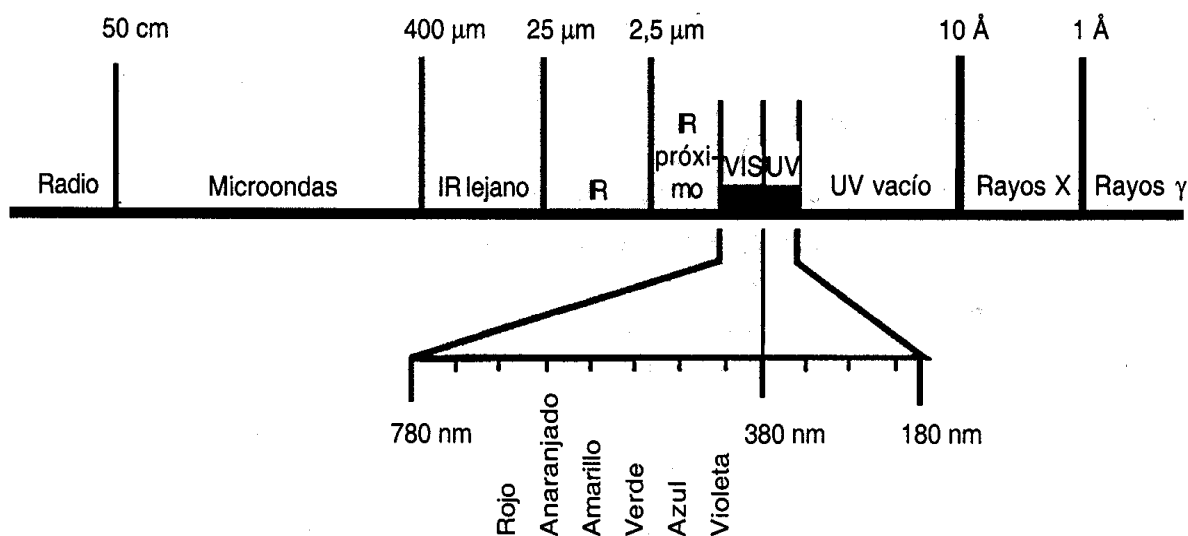 50 cm
400 μm
25 μm
2,5 μm
10 Å
1 Å
Radio
Microondas
IR lejano
IR
IR
próxi-
mo
VIS
UV
UV vacío
Rayos X
Rayos γ
780 nm
380 nm
180 nm
Rojo
Anaranjado
Amarillo
Verde
Azul
Violeta